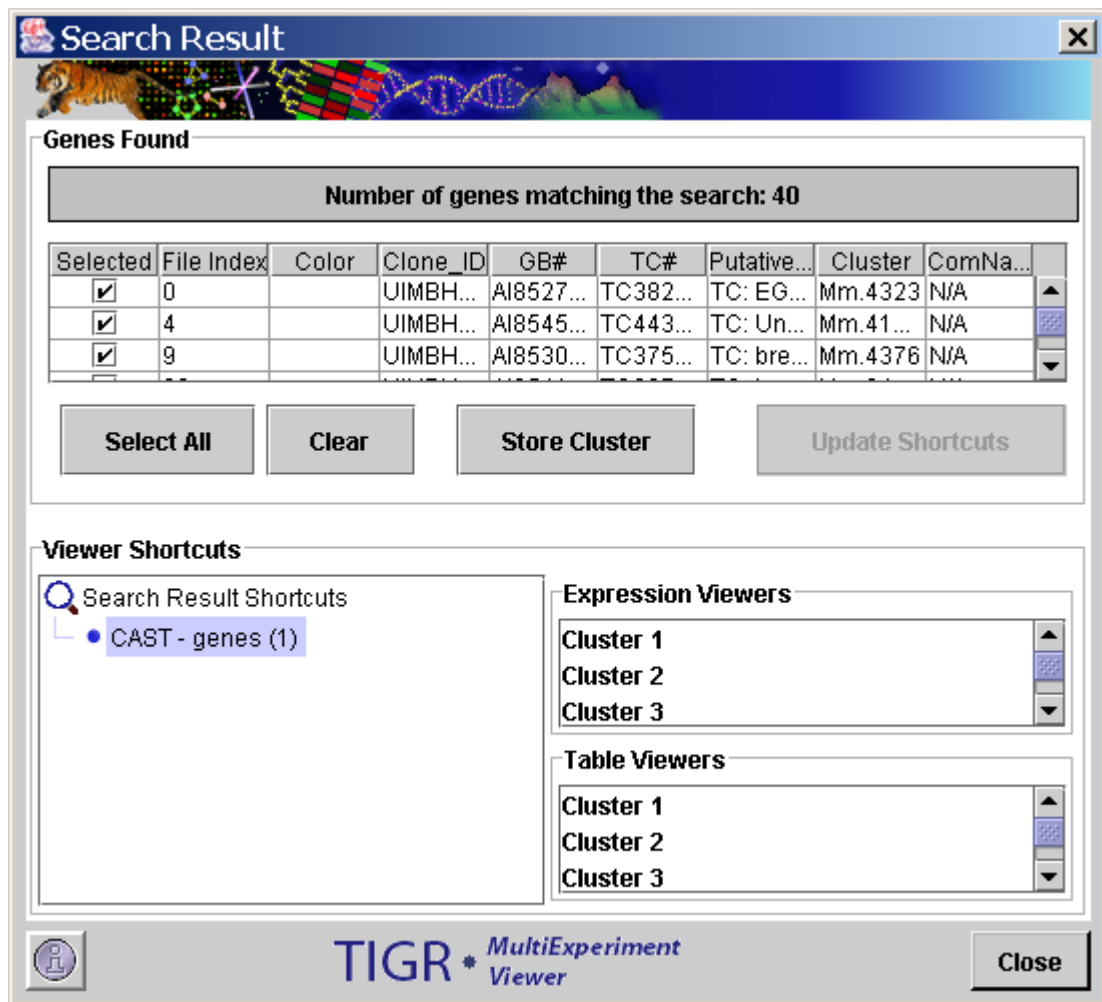 Search Result
Genes Found
Number of genes matching the search: 40
Selected File Index Color Clone_ID GB# TC# Putative... Cluster ComNa...
0 UIMBH... AI8527... TC382... TC: EG... Mm.4323 N/A
4 UIMBH... AI8545... TC443... TC: Un... Mm.41... N/A
9 UIMBH... AI8530... TC375... TC: bre... Mm.4376 N/A
Select All Clear Store Cluster Update Shortcuts
Viewer Shortcuts
Search Result Shortcuts
CAST - genes (1)
Expression Viewers
Cluster 1
Cluster 2
Cluster 3
Table Viewers
Cluster 1
Cluster 2
Cluster 3
TIGR MultiExperiment
Viewer
Close